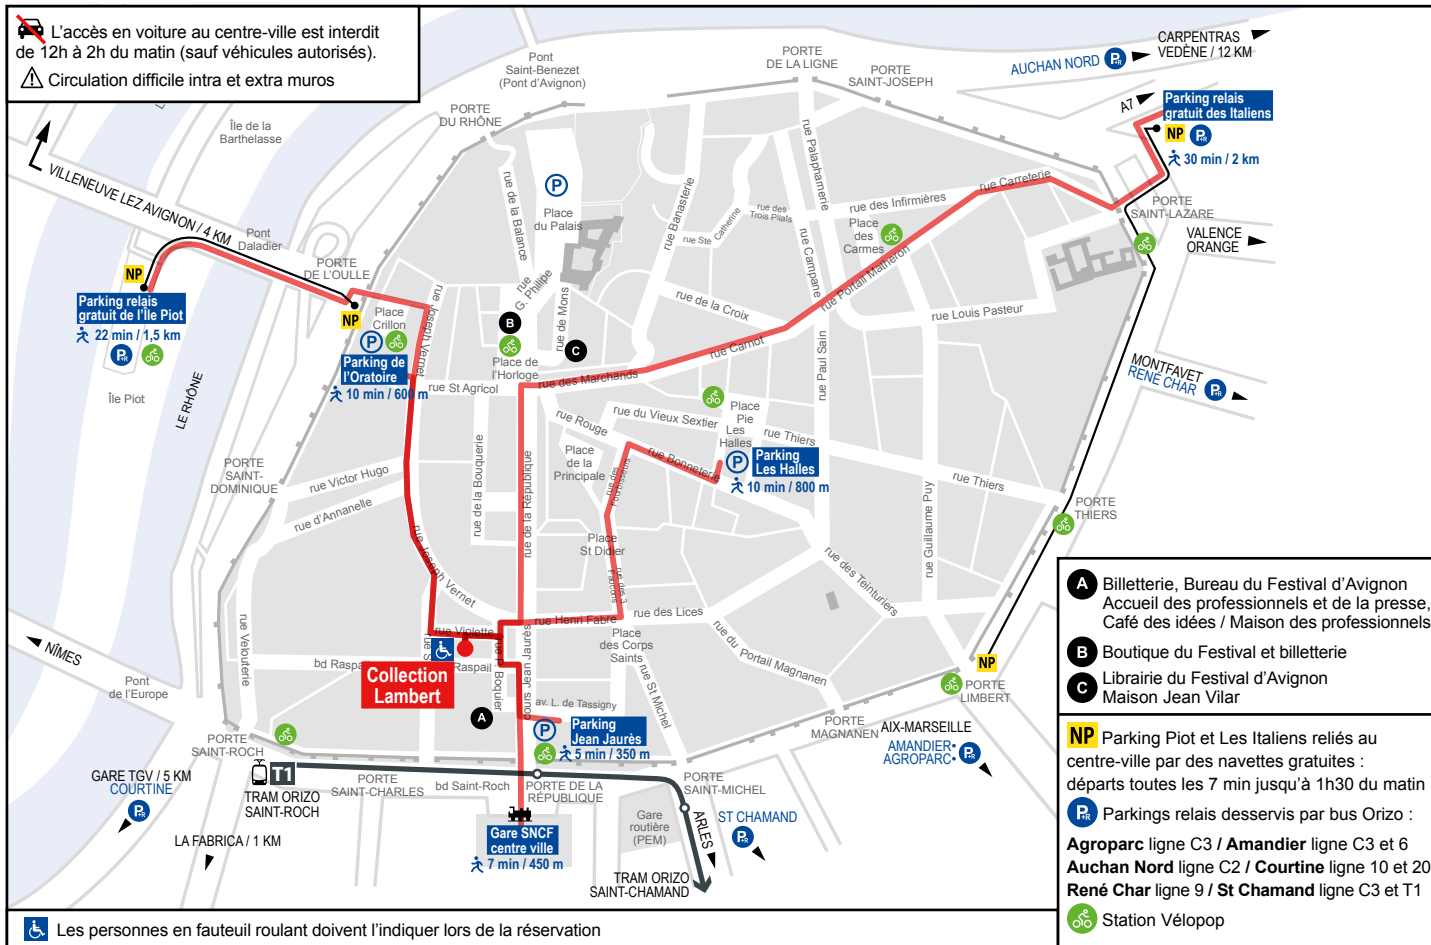 L'accès en voiture au centre-ville est interdit
de 12h à 2h du matin (sauf véhicules autorisés).
Circulation difficile intra et extra muros
Pont
Saint-Benezet
(Pont d'Avignon)
PORTE
DE LA LIGNE
PORTE
SAINT-JOSEPH
AUCHAN NORD
P+R
CARPENTRAS
VEDÈNE / 12 KM
A7
Parking relais
gratuit des Italiens
NP
P+R
30 min / 2 km
PORTE
DU RHÔNE
Île de la
Barthelasse
VILLENEUVE LEZ AVIGNON / 4 KM
Pont
Daladier
PORTE
DE L'OULLE
NP
Parking relais
gratuit de l'Île Piot
22 min / 1,5 km
P+R
Île Piot
LE RHÔNE
NP
Place
Crillon
P
Parking de
l'Oratoire
10 min / 600 m
rue Joseph Vernet
rue de la Balance
P
Place
du Palais
rue
G. Philipe
rue de Mons
B
C
Place de
l'Horloge
rue St Agricol
rue des Marchands
rue Banasterie
rue Ste Catherine
rue des
Trois Pilats
rue Palapharnerie
rue Campane
rue des Infirmières
rue Carreterie
Place
des
Carmes
rue Portail Matheron
rue de la Croix
rue Carnot
rue Louis Pasteur
rue Paul Sain
PORTE
SAINT-LAZARE
VALENCE
ORANGE
MONTFAVET
RENÉ CHAR
P+R
rue du Vieux Sextier
Place
Pie
Les
Halles
rue Thiers
rue Thiers
P
Parking
Les Halles
10 min / 800 m
rue Rouge
rue Bonneterie
Place
de la
Principale
rue des Fourbisseurs
rue de la Bouquerie
rue de la République
Place
St Didier
rue des 3
Faucons
PORTE
SAINT-
DOMINIQUE
rue Victor Hugo
rue d'Annanelle
rue Joseph Vernet
rue Guillaume Puy
rue des Teinturiers
PORTE
THIERS
rue Henri Fabre
rue des Lices
Place
des Corps
Saints
rue du Portail Magnanen
rue St Michel
rue Violette
rue S
bd Raspail
Raspail
rue P. Boquier
cours Jean Jaurès
Collection
Lambert
rue Velouterie
A
av. L. de Tassigny
P
Parking
Jean Jaurès
5 min / 350 m
NÎMES
Pont
de l'Europe
PORTE
SAINT-ROCH
T1
TRAM ORIZO
SAINT-ROCH
GARE TGV / 5 KM
COURTINE
P+R
LA FABRICA / 1 KM
PORTE
SAINT-CHARLES
bd Saint-Roch
PORTE DE LA
RÉPUBLIQUE
Gare SNCF
centre ville
7 min / 450 m
Gare
routière
(PEM)
TRAM ORIZO
SAINT-CHAMAND
PORTE
SAINT-MICHEL
ARLES
ST CHAMAND
P+R
PORTE
MAGNANEN
AIX-MARSEILLE
AMANDIER
AGROPARC
P+R
NP
PORTE
LIMBERT
A Billetterie, Bureau du Festival d'Avignon
Accueil des professionnels et de la presse,
Café des idées / Maison des professionnels
B Boutique du Festival et billetterie
C Librairie du Festival d'Avignon
Maison Jean Vilar
NP Parking Piot et Les Italiens reliés au
centre-ville par des navettes gratuites :
départs toutes les 7 min jusqu'à 1h30 du matin
P+R Parkings relais desservis par bus Orizo :
Agroparc ligne C3 / Amandier ligne C3 et 6
Auchan Nord ligne C2 / Courtine ligne 10 et 20
René Char ligne 9 / St Chamand ligne C3 et T1
Station Vélopop
Les personnes en fauteuil roulant doivent l'indiquer lors de la réservation